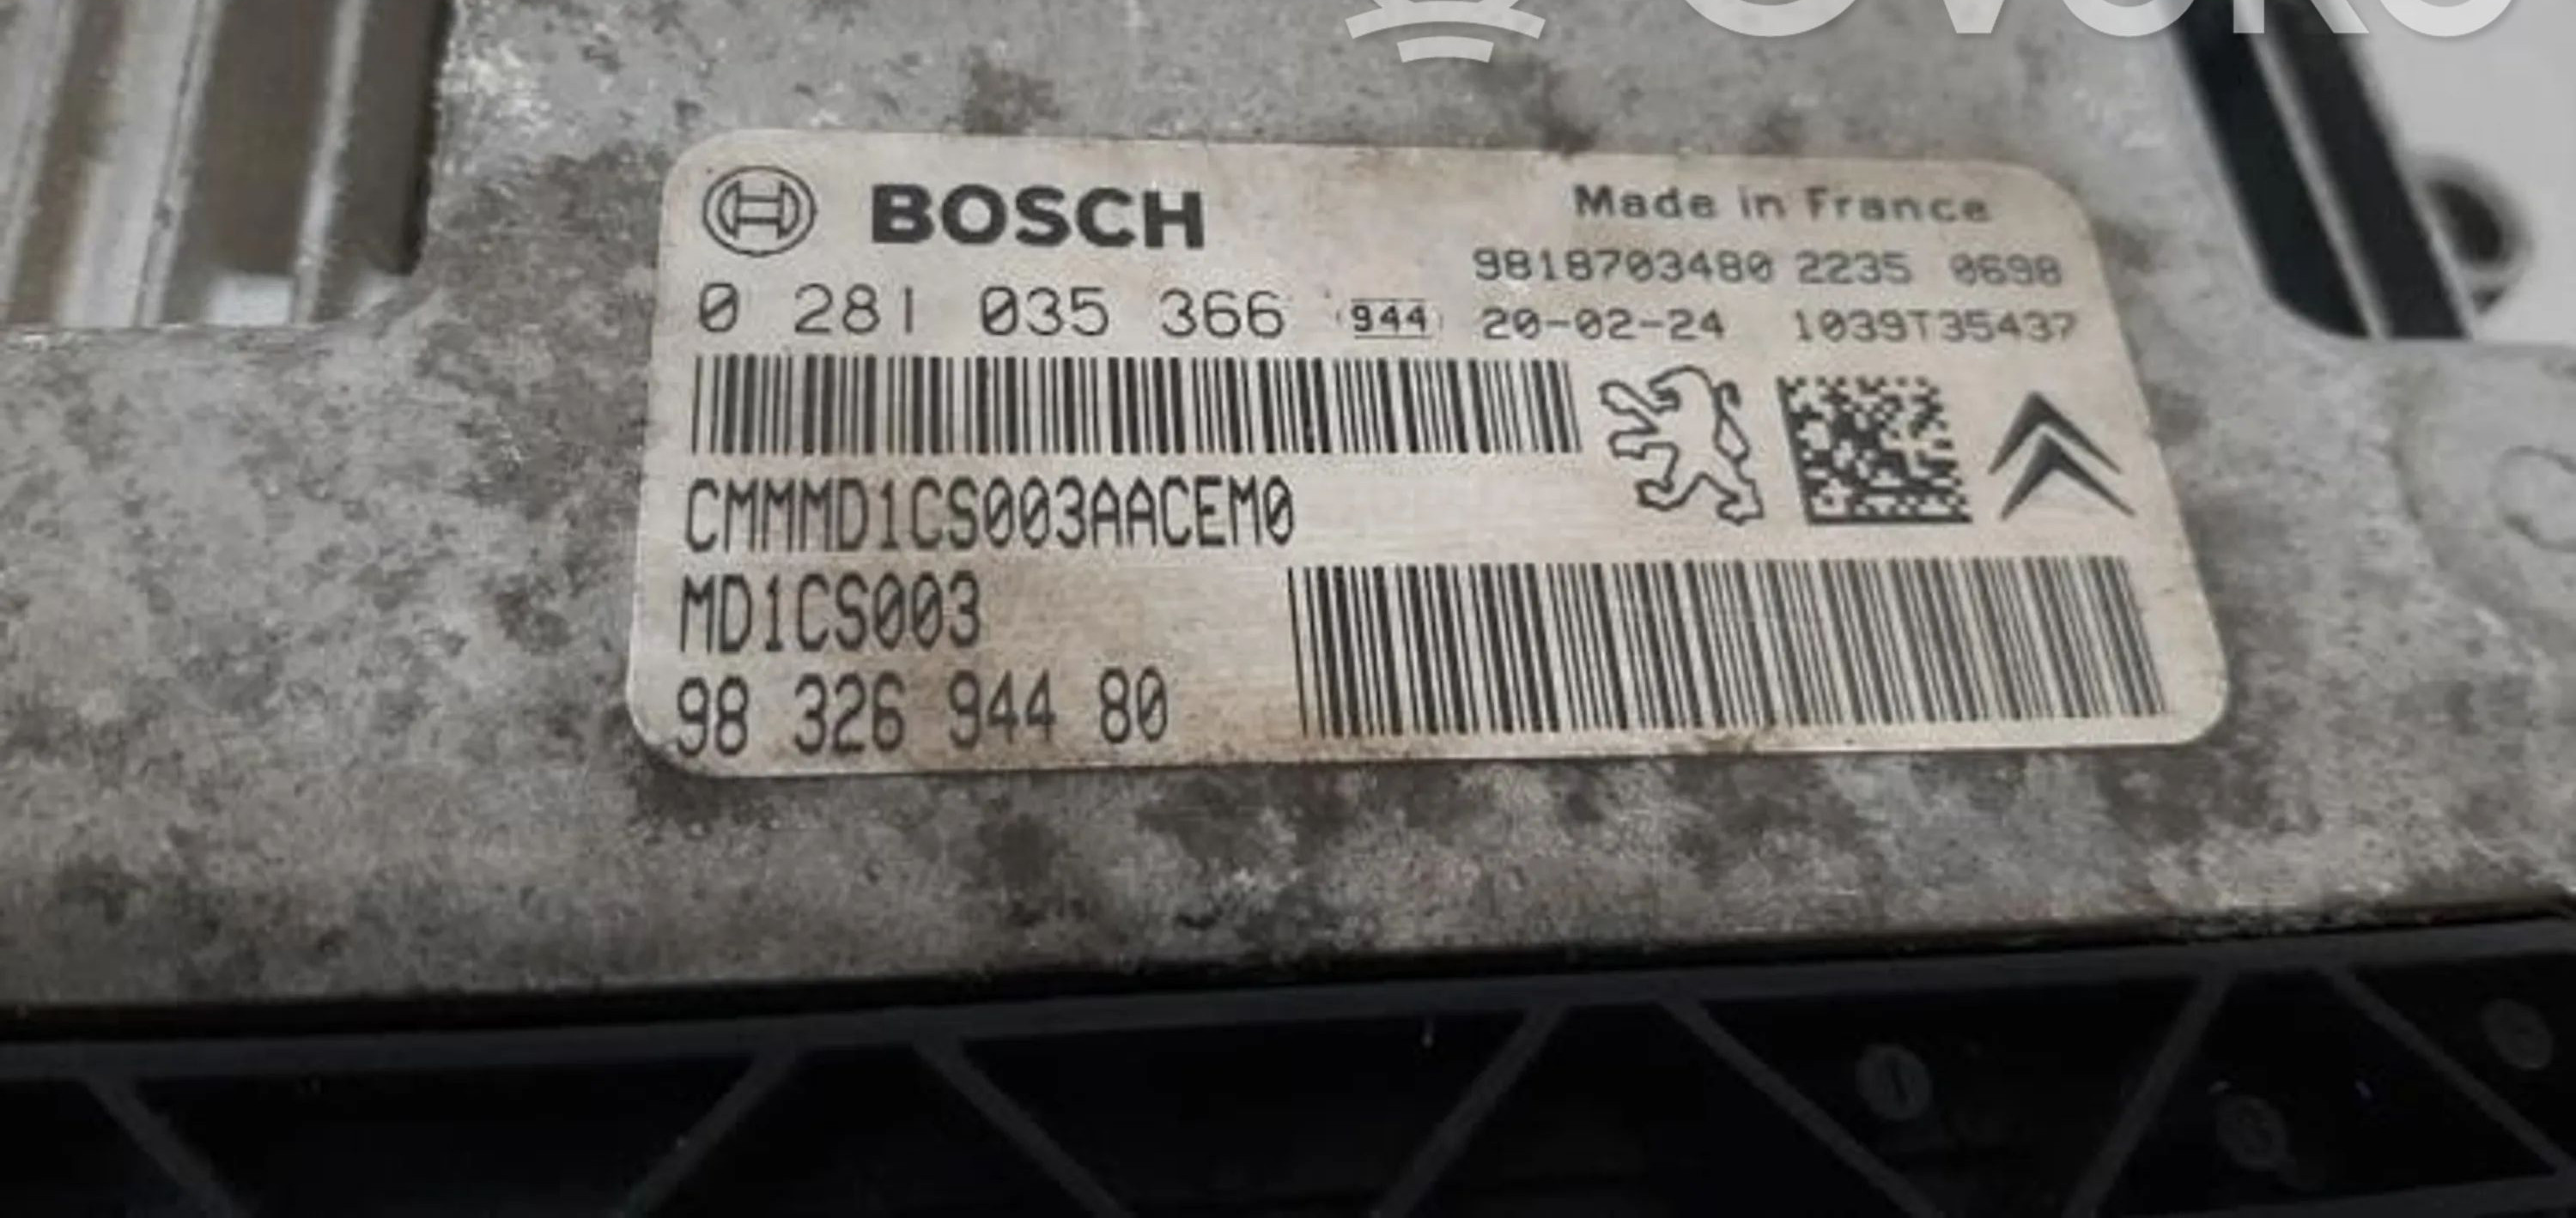 BOSCH
Made in France
9818703480 2235 0698
0 281 035 366 944 20-02-24 1039T35437
CMMMD1CS003AACEM0
MD1CS003
98 326 944 80